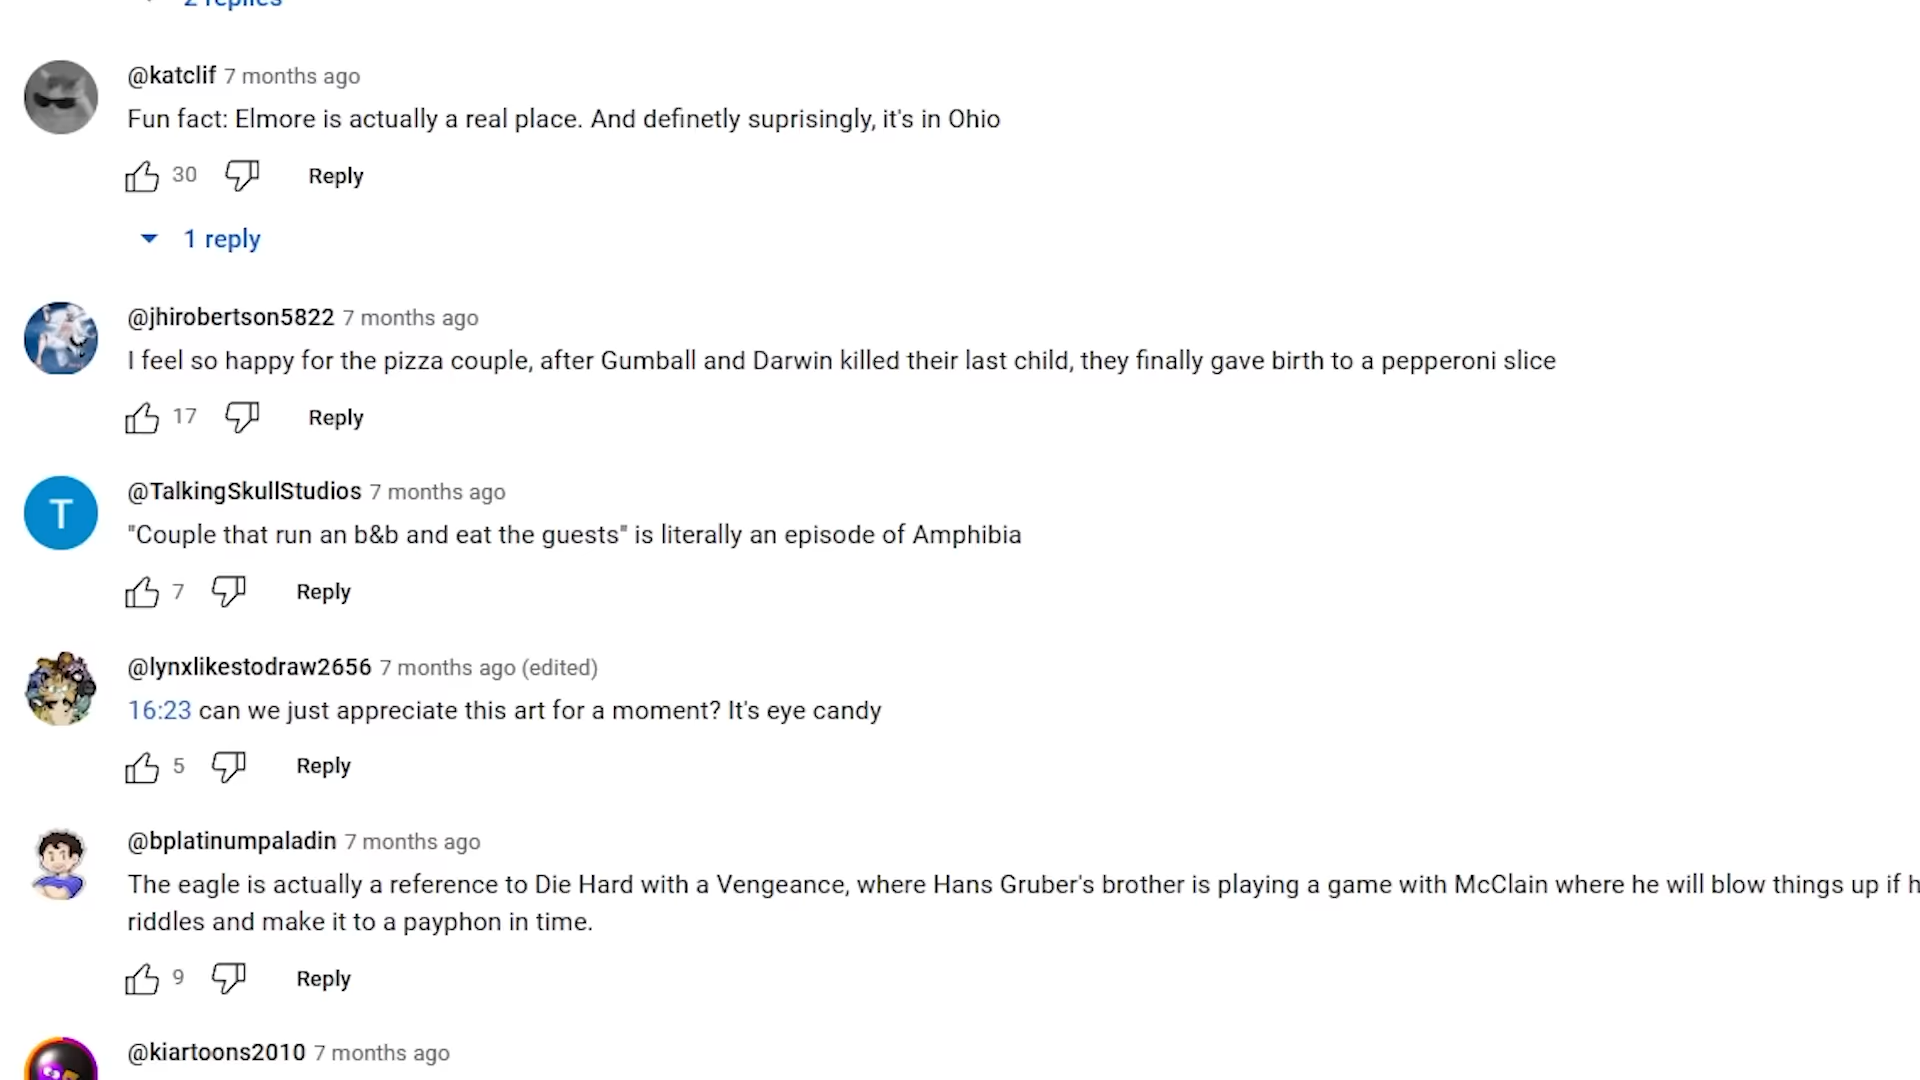 2 replies
@katclif 7 months ago
Fun fact: Elmore is actually a real place. And definetly suprisingly, it's in Ohio
30 Reply
1 reply
@jhirobertson5822 7 months ago
I feel so happy for the pizza couple, after Gumball and Darwin killed their last child, they finally gave birth to a pepperoni slice
17 Reply
T
@TalkingSkullStudios 7 months ago
"Couple that run an b&b and eat the guests" is literally an episode of Amphibia
7 Reply
@lynxlikestodraw2656 7 months ago (edited)
16:23 can we just appreciate this art for a moment? It's eye candy
5 Reply
@bplatinumpaladin 7 months ago
The eagle is actually a reference to Die Hard with a Vengeance, where Hans Gruber's brother is playing a game with McClain where he will blow things up if
riddles and make it to a payphon in time.
9 Reply
@kiartoons2010 7 months ago